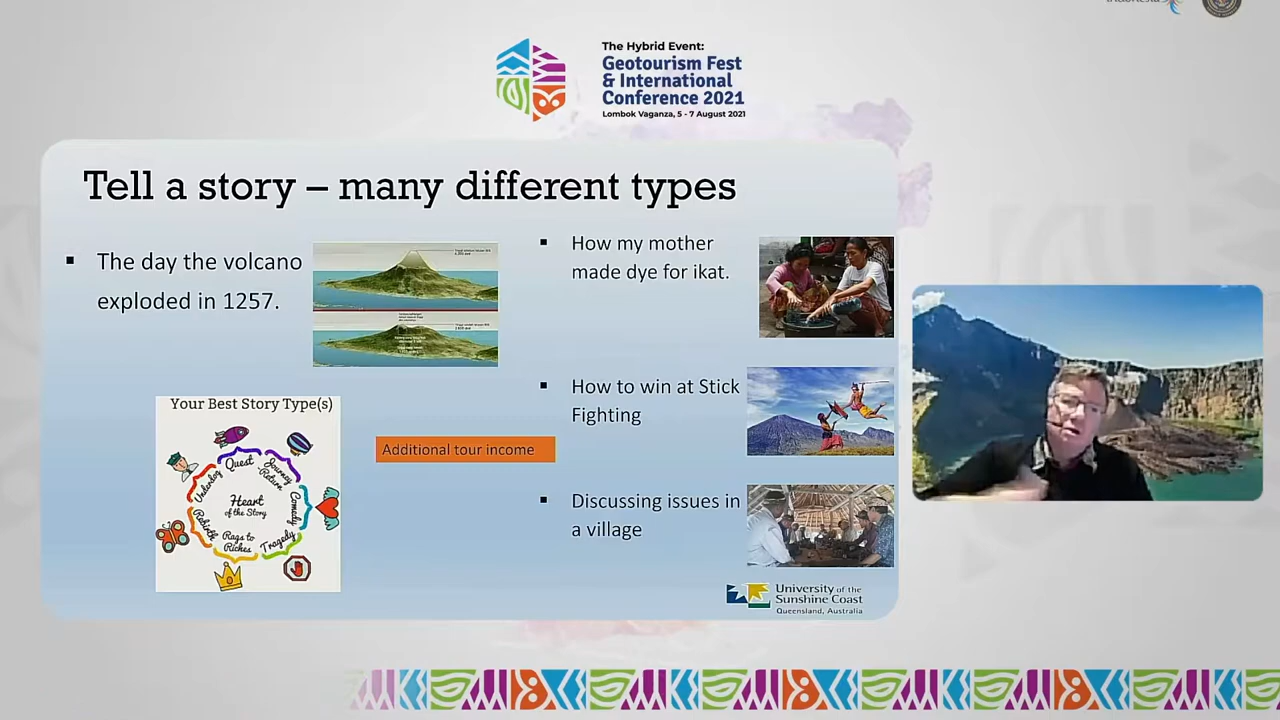 The Hybrid Event:
Geotourism Fest
& International
Conference 2021
Lombok Vaganza, 5 - 7 August 2021
Tell a story – many different types
▪ The day the volcano
exploded in 1257.
▪ How my mother
made dye for ikat.
▪ How to win at Stick
Fighting
▪ Discussing issues in
a village
Your Best Story Type(s)
Quest
Journey
Return
Comedy
Tragedy
Rags to
Riches
Rebirth
Heart
of the Story
Additional tour income
University of the
Sunshine Coast
Queensland, Australia